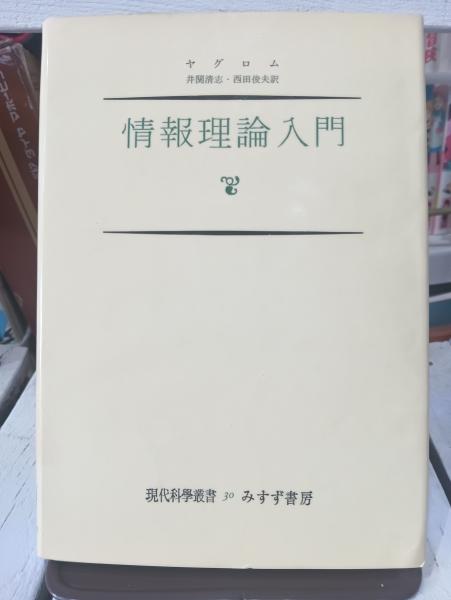 ヤグロム
井関清志・西田俊夫訳
情報理論入門
現代科學叢書 30 みすず書房